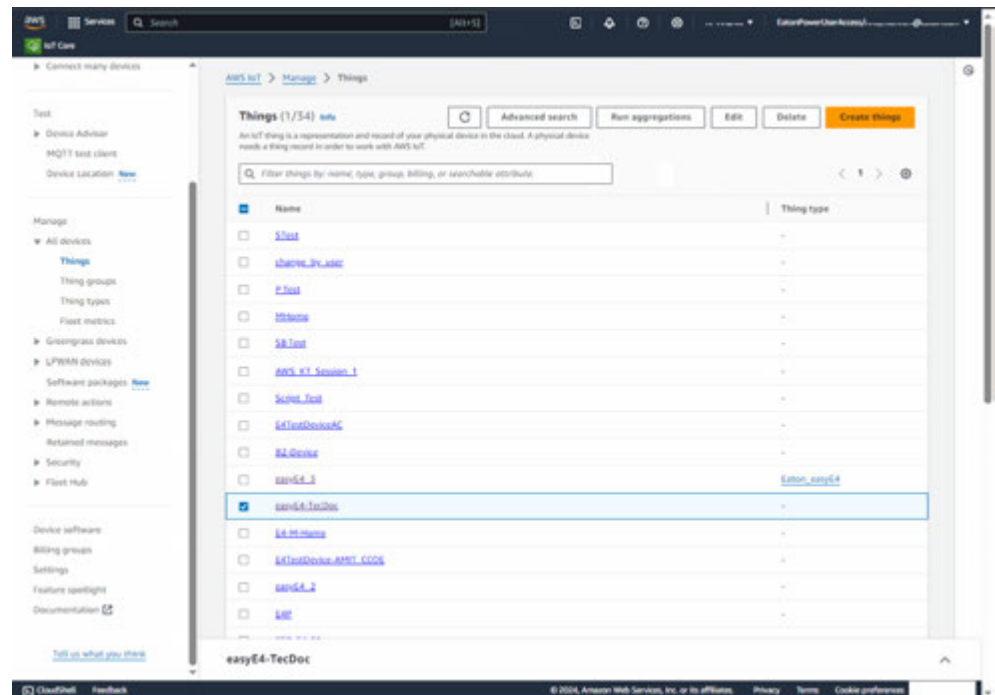 aws Services Search [Alt+S]
IoT Core
Connect many devices
Test
Device Advisor
MQTT test client
Device Location New
Manage
All devices
Things
Thing groups
Thing types
Fleet metrics
Greengrass devices
LPWAN devices
Software packages New
Remote actions
Message routing
Retained messages
Security
Fleet Hub
Device software
Billing groups
Settings
Feature spotlight
Documentation
Tell us what you think
AWS IoT > Manage > Things
Things (1/34) Info
Advanced search Run aggregations Edit Delete Create things
An IoT thing is a representation and record of your physical device in the cloud. A physical device
needs a thing record in order to work with AWS IoT.
Filter things by: name, type, group, billing, or searchable attribute.
1
Name Thing type
STest -
change_by_user -
P_Test -
MHome -
SB Test -
AWS_KT_Session_1 -
Script_Test -
E4TestDeviceAC -
BZ-Device -
easyE4_3 Eaton_easyE4
easyE4-TecDoc -
E4-M-Home -
E4TestDevice-AMIT_CODE -
easyE4_2 -
-
easyE4-TecDoc
CloudShell Feedback © 2024, Amazon Web Services, Inc. or its affiliates. Privacy Terms Cookie preferences